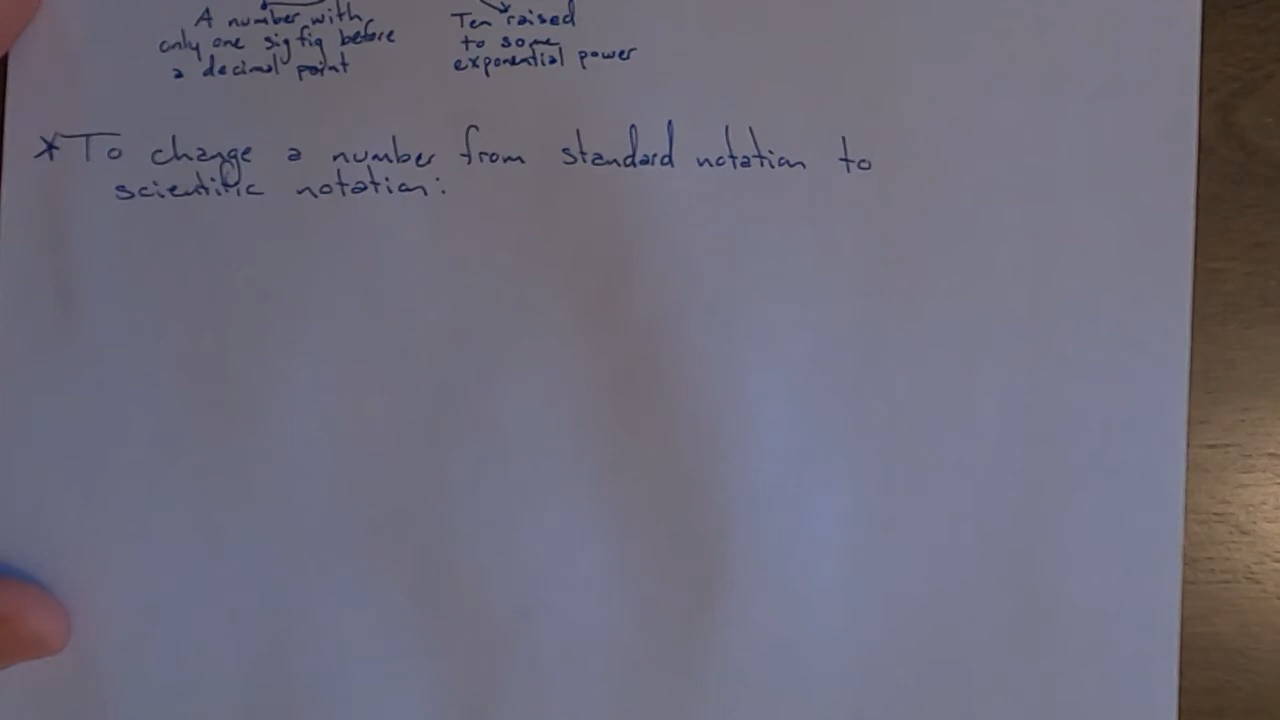 A number with
only one sig fig before
a decimal point
Ten raised
to some
exponential power
*To change a number from standard notation to
scientific notation: